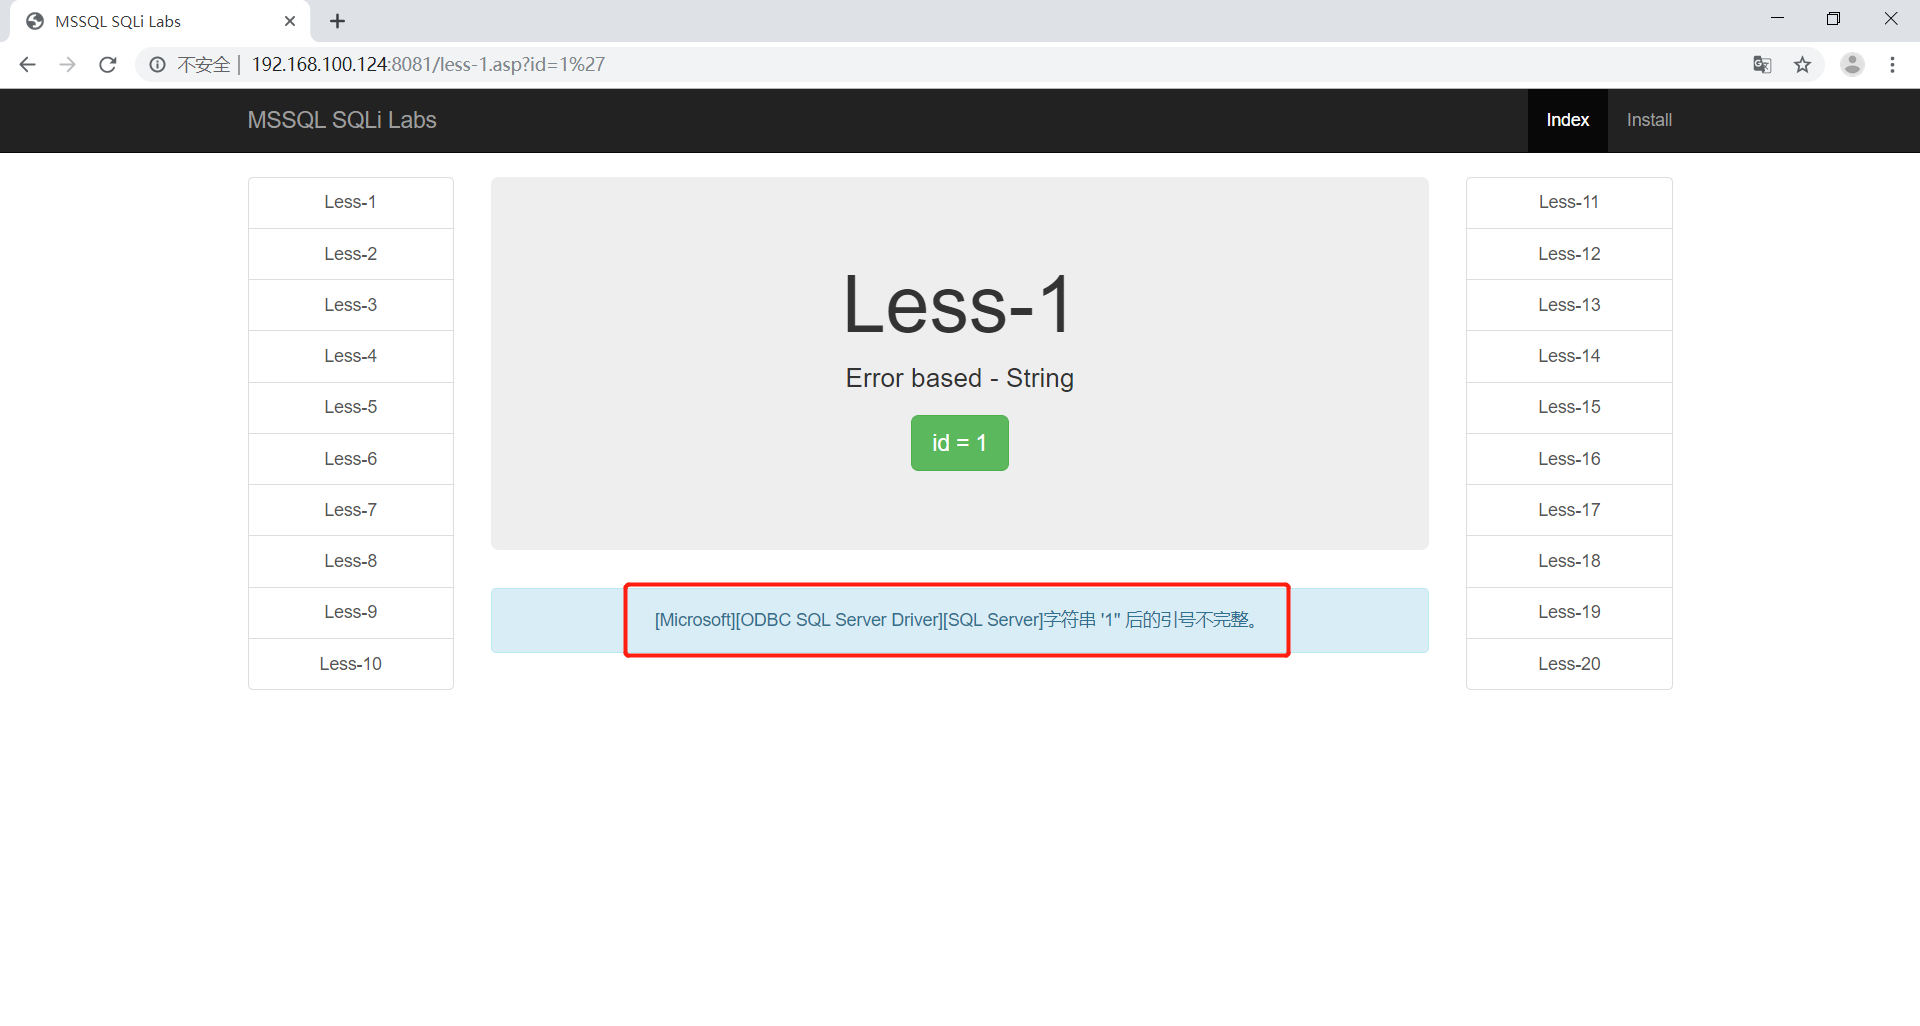 MSSQL SQLi Labs
不安全 | 192.168.100.124:8081/less-1.asp?id=1%27
MSSQL SQLi Labs
Index
Install
Less-1
Less-2
Less-3
Less-4
Less-5
Less-6
Less-7
Less-8
Less-9
Less-10
Less-1
Error based - String
id = 1
[Microsoft][ODBC SQL Server Driver][SQL Server]字符串 '1'' 后的引号不完整。
Less-11
Less-12
Less-13
Less-14
Less-15
Less-16
Less-17
Less-18
Less-19
Less-20